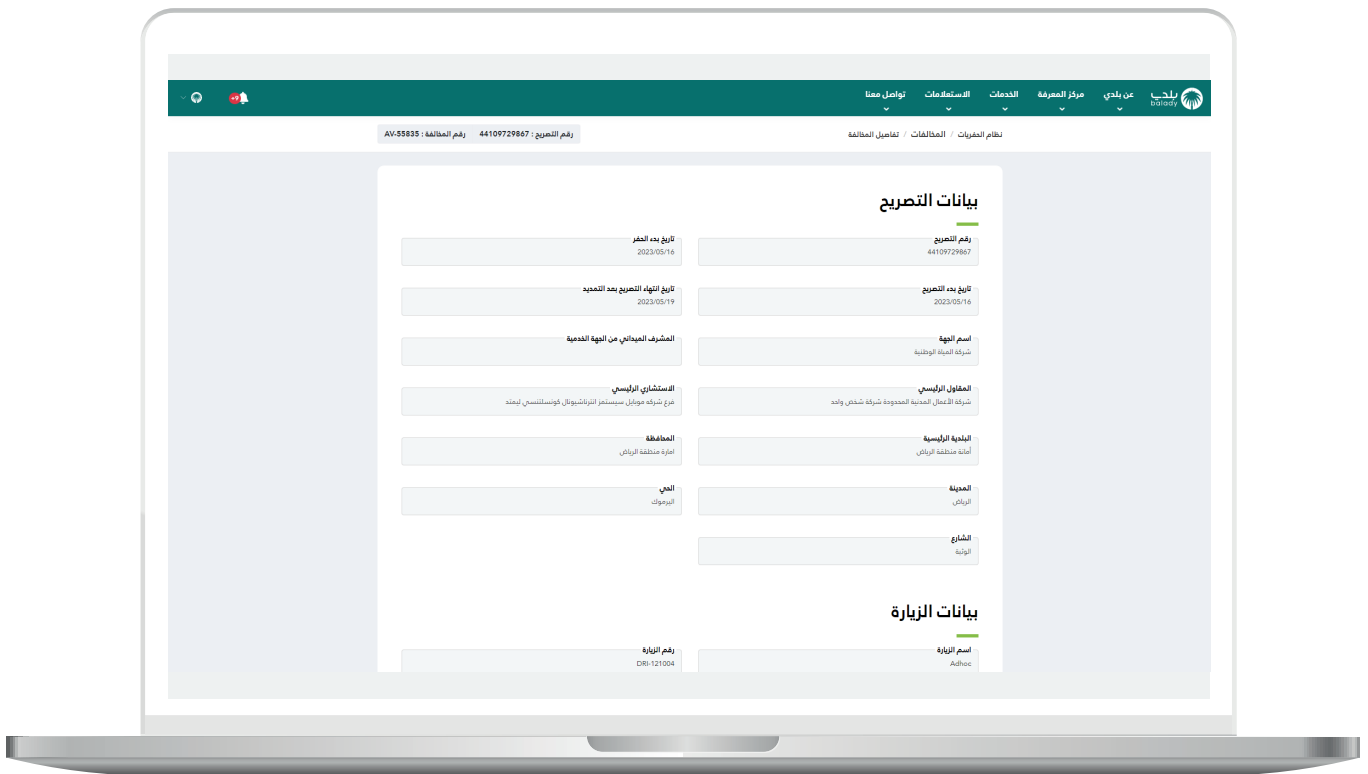 بلدي
balady
عن بلدي
مركز المعرفة
الخدمات
الاستعلامات
تواصل معنا
9+
نظام الحفريات / المخالفات / تفاصيل المخالفة
رقم التصريح : 44109729867 رقم المخالفة : AV-55835
بيانات التصريح
رقم التصريح
44109729867
تاريخ بدء الحفر
2023/05/16
تاريخ بدء التصريح
2023/05/16
تاريخ انتهاء التصريح بعد التمديد
2023/05/19
اسم الجهة
شركة المياة الوطنية
المشرف الميداني من الجهة الخدمية
المقاول الرئيسي
شركة الأعمال المدنية المحدودة شركة شخص واحد
الاستشاري الرئيسي
فرع شركه موبايل سيستمز انترناشيونال كونسلتنسي ليمتد
البلدية الرئيسية
أمانة منطقة الرياض
المحافظة
امارة منطقة الرياض
المدينة
الرياض
الحي
اليرموك
الشارع
الوثبة
بيانات الزيارة
اسم الزيارة
Adhoc
رقم الزيارة
DRI-121004